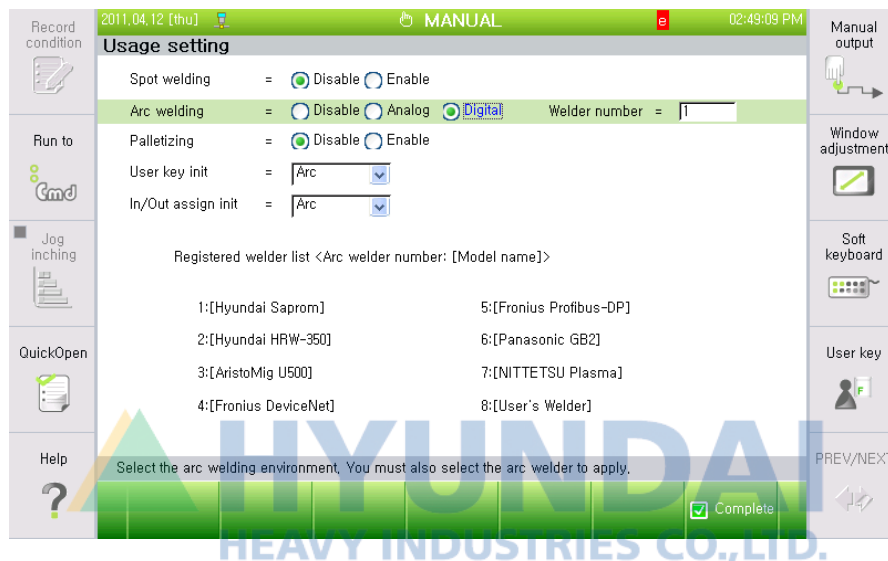 2011,04,12 [thu] MANUAL e 02:49:09 PM
Usage setting
Record condition
Run to
Cmd
Jog inching
QuickOpen
Help
?
Spot welding = Disable Enable
Arc welding = Disable Analog Digital Welder number = 1
Palletizing = Disable Enable
User key init = Arc
In/Out assign init = Arc
Registered welder list <Arc welder number: [Model name]>
1:[Hyundai Saprom] 5:[Fronius Profibus-DP]
2:[Hyundai HRW-350] 6:[Panasonic GB2]
3:[AristoMig U500] 7:[NITTETSU Plasma]
4:[Fronius DeviceNet] 8:[User's Welder]
Select the arc welding environment, You must also select the arc welder to apply,
Complete
Manual output
Window adjustment
Soft keyboard
User key
F
PREV/NEXT
HYUNDAI
HEAVY INDUSTRIES CO.,LTD.